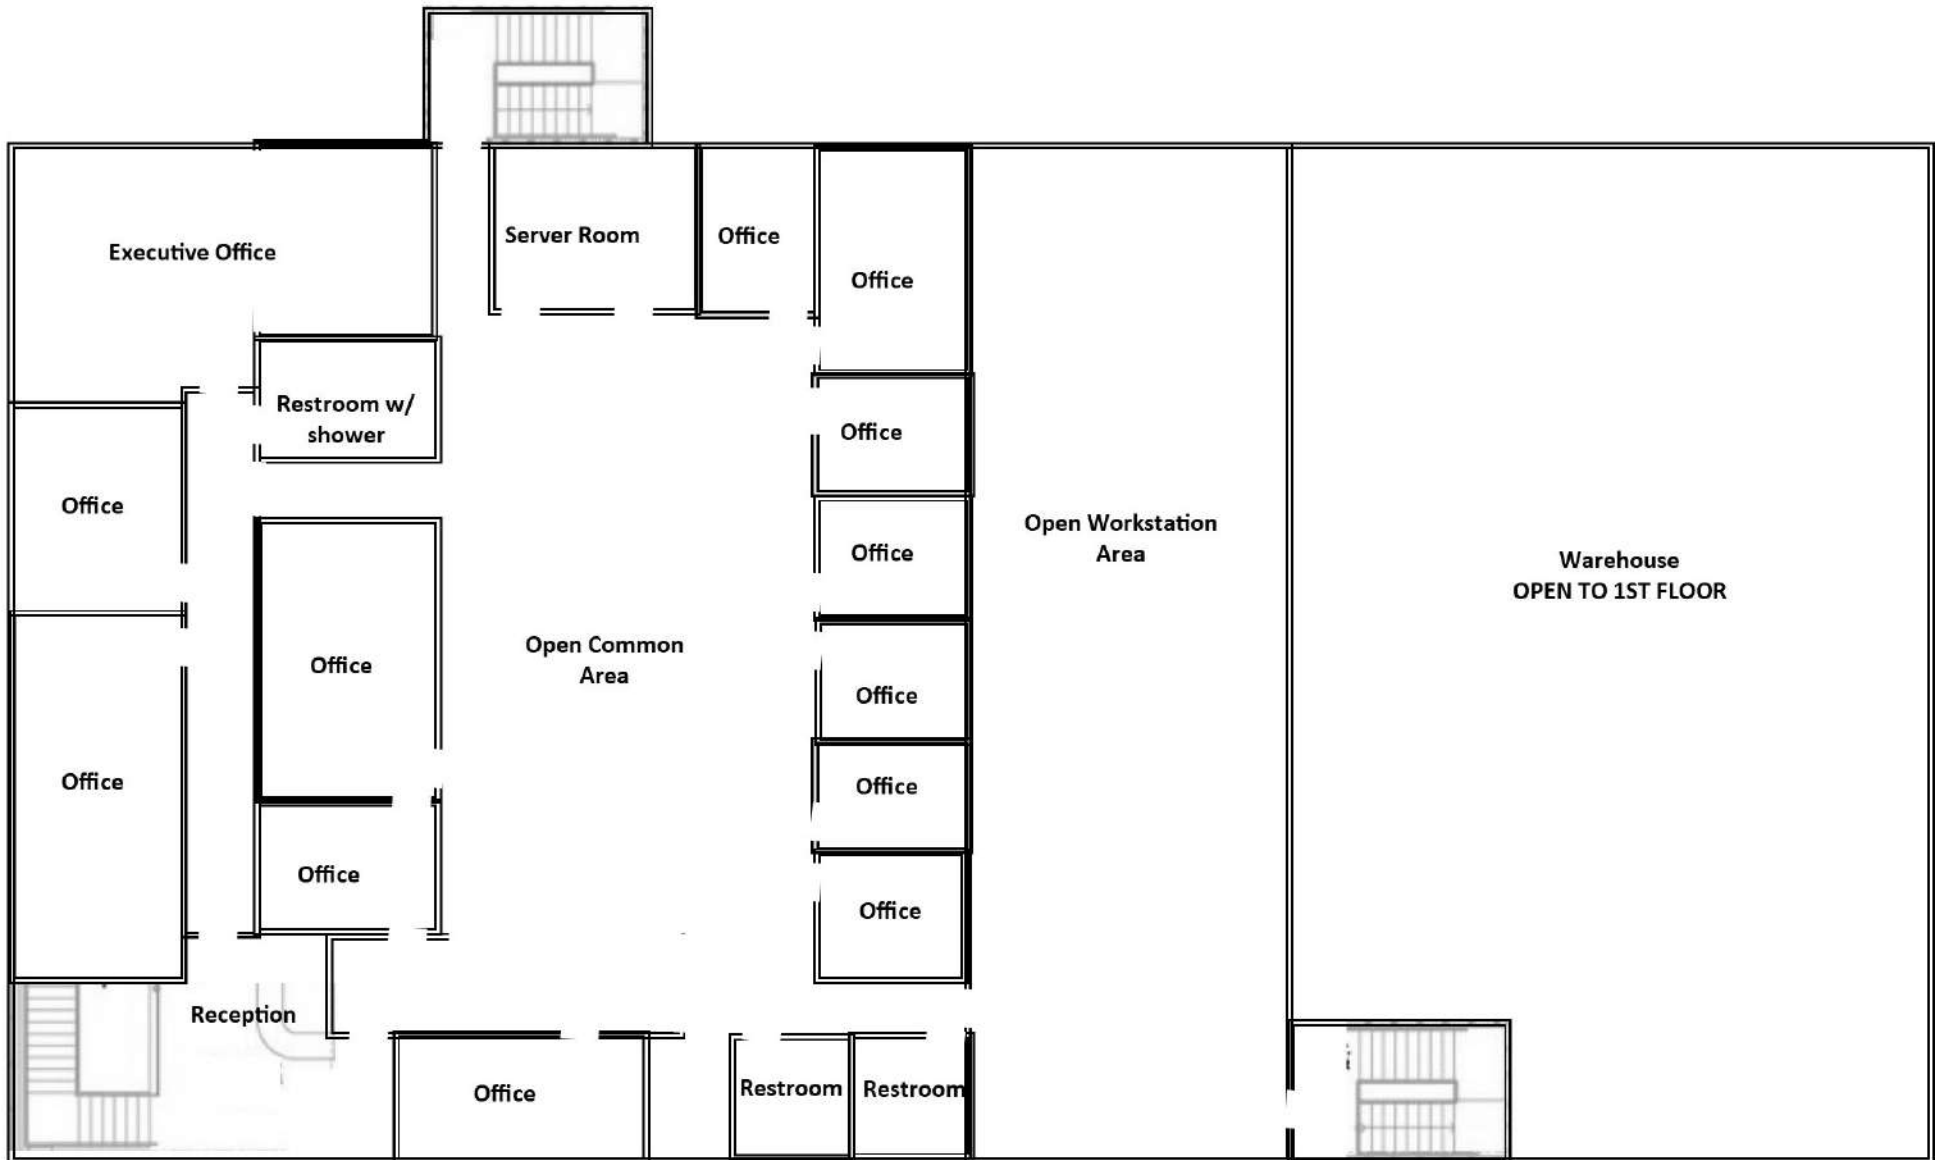 Executive Office
Server Room
Office
Office
Restroom w/
shower
Office
Office
Office
Open Workstation
Area
Warehouse
OPEN TO 1ST FLOOR
Open Common
Area
Office
Office
Office
Office
Office
Office
Reception
Office
Restroom
Restroom